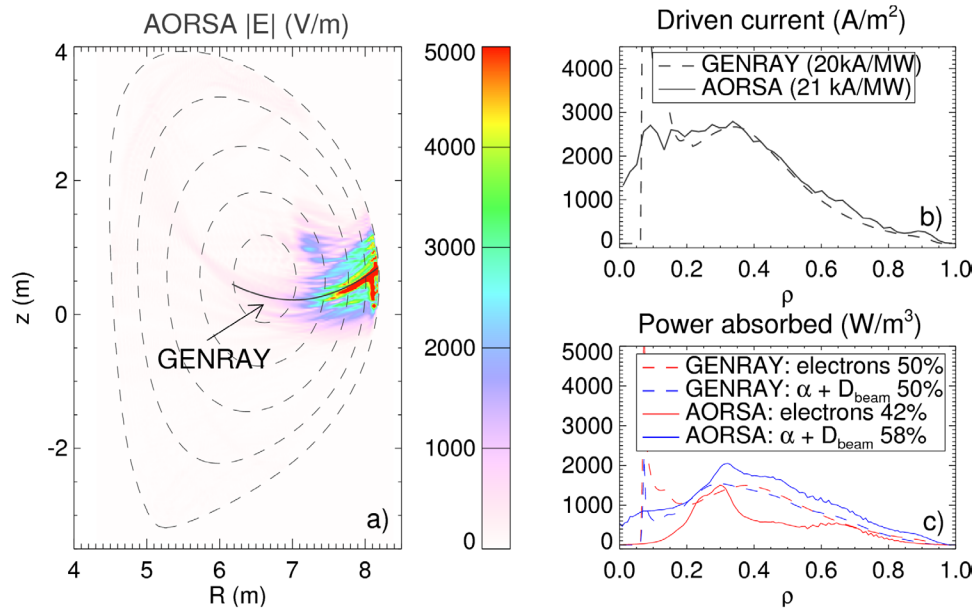 AORSA |E| (V/m)
4
2
0
-2
z (m)
GENRAY
a)
4
5
6
7
8
R (m)
5000
4000
3000
2000
1000
0
Driven current (A/m²)
4000
3000
2000
1000
0
GENRAY (20kA/MW)
AORSA (21 kA/MW)
b)
0.0
0.2
0.4
0.6
0.8
1.0
ρ
Power absorbed (W/m³)
5000
4000
3000
2000
1000
0
GENRAY: electrons 50%
GENRAY: α + D_beam 50%
AORSA: electrons 42%
AORSA: α + D_beam 58%
c)
0.0
0.2
0.4
0.6
0.8
1.0
ρ